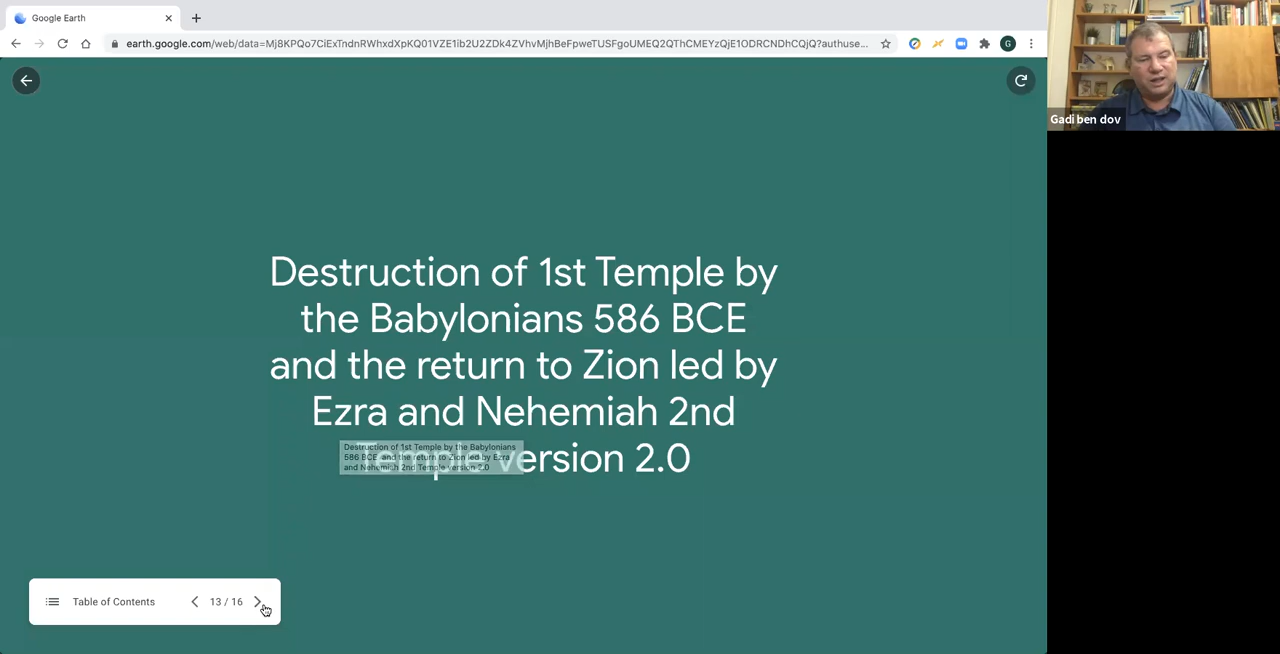 Google Earth
earth.google.com/web/data=Mj8KPQo7CiExTndnRWhxdXpKQ01VZE1ib2U2ZDk4ZVhvMjhBeFpweTUSFgoUMEQ2QThCMEYzQjE1ODRCNDhCQjQ?authuse...
G
Gadi ben dov
Destruction of 1st Temple by
the Babylonians 586 BCE
and the return to Zion led by
Ezra and Nehemiah 2nd
Temple version 2.0
Destruction of 1st Temple by the Babylonians
586 BCE and the return to Zion led by Ezra
and Nehemiah 2nd Temple version 2.0
Table of Contents
13 / 16